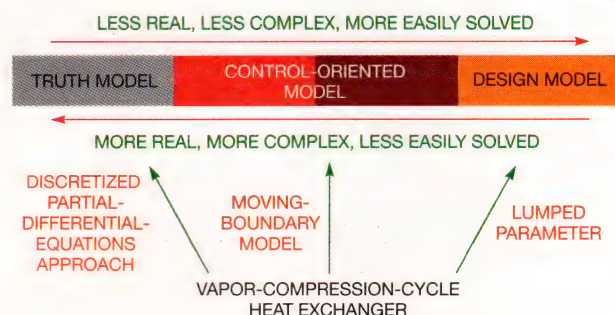 LESS REAL, LESS COMPLEX, MORE EASILY SOLVED
TRUTH MODEL
CONTROL-ORIENTED
MODEL
DESIGN MODEL
MORE REAL, MORE COMPLEX, LESS EASILY SOLVED
DISCRETIZED
PARTIAL-
DIFFERENTIAL-
EQUATIONS
APPROACH
MOVING-
BOUNDARY
MODEL
LUMPED
PARAMETER
VAPOR-COMPRESSION-CYCLE
HEAT EXCHANGER